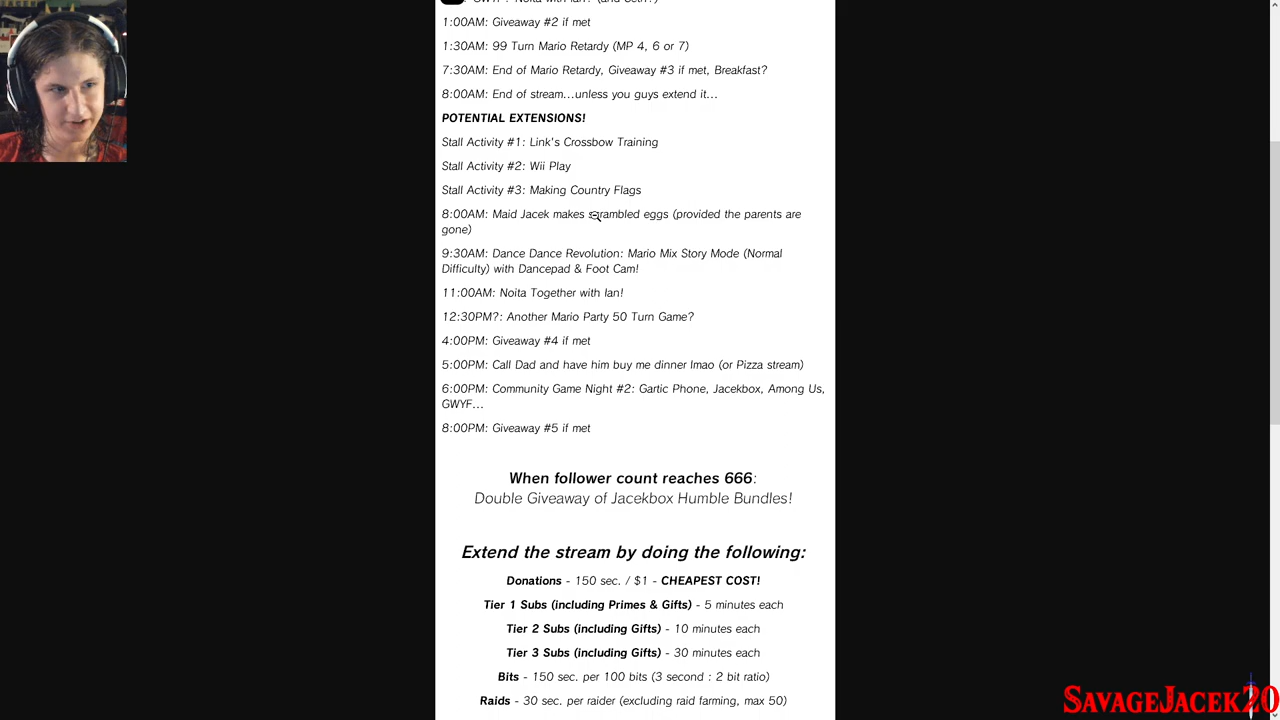 1:00AM: Giveaway #2 if met
1:30AM: 99 Turn Mario Retardy (MP 4, 6 or 7)
7:30AM: End of Mario Retardy, Giveaway #3 if met, Breakfast?
8:00AM: End of stream...unless you guys extend it...
POTENTIAL EXTENSIONS!
Stall Activity #1: Link's Crossbow Training
Stall Activity #2: Wii Play
Stall Activity #3: Making Country Flags
8:00AM: Maid Jacek makes scrambled eggs (provided the parents are
gone)
9:30AM: Dance Dance Revolution: Mario Mix Story Mode (Normal
Difficulty) with Dancepad & Foot Cam!
11:00AM: Noita Together with Ian!
12:30PM?: Another Mario Party 50 Turn Game?
4:00PM: Giveaway #4 if met
5:00PM: Call Dad and have him buy me dinner lmao (or Pizza stream)
6:00PM: Community Game Night #2: Gartic Phone, Jacekbox, Among Us,
GWYF...
8:00PM: Giveaway #5 if met
When follower count reaches 666:
Double Giveaway of Jacekbox Humble Bundles!
Extend the stream by doing the following:
Donations - 150 sec. / $1 - CHEAPEST COST!
Tier 1 Subs (including Primes & Gifts) - 5 minutes each
Tier 2 Subs (including Gifts) - 10 minutes each
Tier 3 Subs (including Gifts) - 30 minutes each
Bits - 150 sec. per 100 bits (3 second : 2 bit ratio)
Raids - 30 sec. per raider (excluding raid farming, max 50)
SavageJacek20